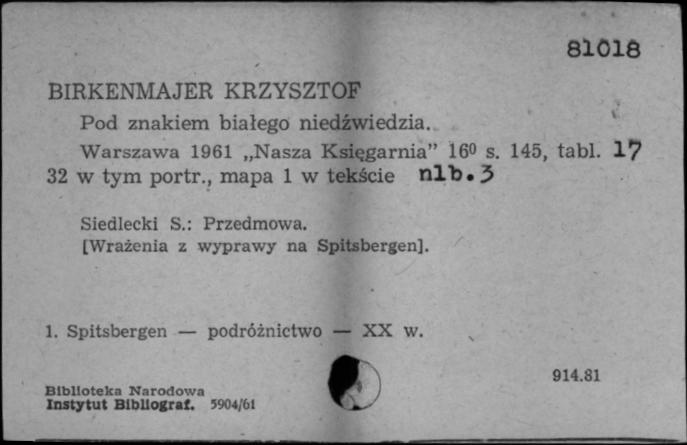 81018
BIRKENMAJER KRZYSZTOF
Pod znakiem białego niedźwiedzia.
Warszawa 1961 „Nasza Księgarnia” 16⁰ s. 145, tabl. 17
32 w tym portr., mapa 1 w tekście nlb. 3
Siedlecki S.: Przedmowa.
[Wrażenia z wyprawy na Spitsbergen].
1. Spitsbergen — podróżnictwo — XX w.
914.81
Biblioteka Narodowa
Instytut Bibliograf. 5904/61